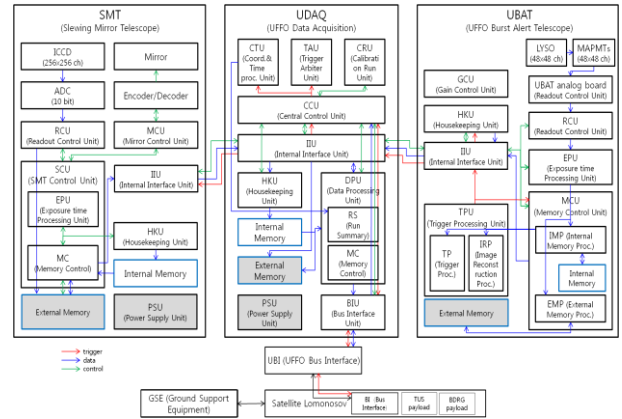 SMT
(Slewing Mirror Telescope)
ICCD
(256x256 ch)
Mirror
ADC
(10 bit)
Encoder/Decoder
RCU
(Readout Control Unit)
MCU
(Mirror Control Unit)
SCU
(SMT Control Unit)
IIU
(Internal Interface Unit)
EPU
(Exposure time
Processing Unit)
HKU
(Housekeeping Unit)
MC
(Memory Control)
Internal Memory
External Memory
PSU
(Power Supply Unit)
UDAQ
(UFFO Data Acquisition)
CTU
(Coord.&
Time
proc. Unit)
TAU
(Trigger
Arbiter
Unit)
CRU
(Calibrati
on Run
Unit)
CCU
(Central Control Unit)
IIU
(Internal Interface Unit)
HKU
(Housekeeping
Unit)
DPU
(Data Processing
Unit)
Internal
Memory
RS
(Run
Summary)
External
Memory
MC
(Memory
Control)
PSU
(Power Supply
Unit)
BIU
(Bus Interface
Unit)
UBAT
(UFFO Burst Alert Telescope)
LYSO
(48x48 ch)
MAPMTs
(48x48 ch)
GCU
(Gain Control Unit)
UBAT analog board
(Readout Control Unit)
HKU
(Housekeeping Unit)
RCU
(Readout Control Unit)
IIU
(Internal Interface Unit)
EPU
(Exposure time
Processing Unit)
MCU
(Memory Control Unit)
TPU
(Trigger Processing Unit)
IMP (Internal
Memory Proc.)
TP
(Trigger
Proc.)
IRP
(Image
Reconst
ruction
Proc.)
Internal
Memory
External Memory
EMP (External
Memory Proc.)
trigger
data
control
UBI (UFFO Bus Interface)
GSE (Ground Support
Equipment)
Satellite Lomonosov
BI (Bus
Interface)
TUS
payload
BDRG
payload